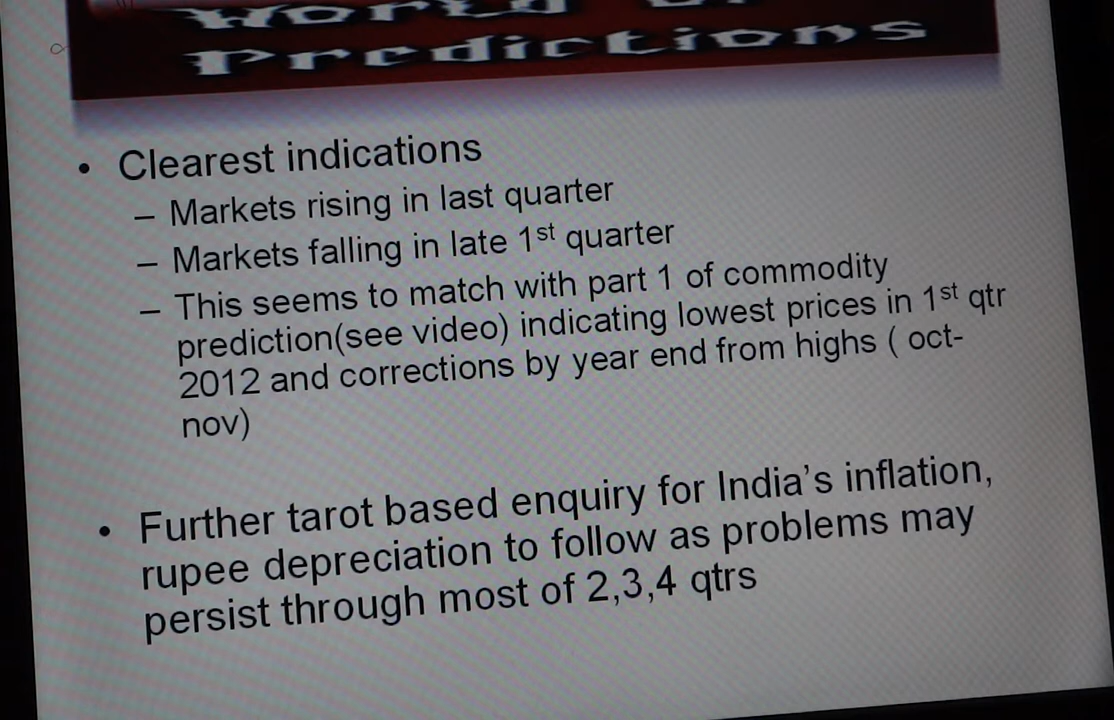 World of
Predictions
• Clearest indications
– Markets rising in last quarter
– Markets falling in late 1st quarter
– This seems to match with part 1 of commodity
prediction(see video) indicating lowest prices in 1st qtr
2012 and corrections by year end from highs ( oct-
nov)
• Further tarot based enquiry for India's inflation,
rupee depreciation to follow as problems may
persist through most of 2,3,4 qtrs